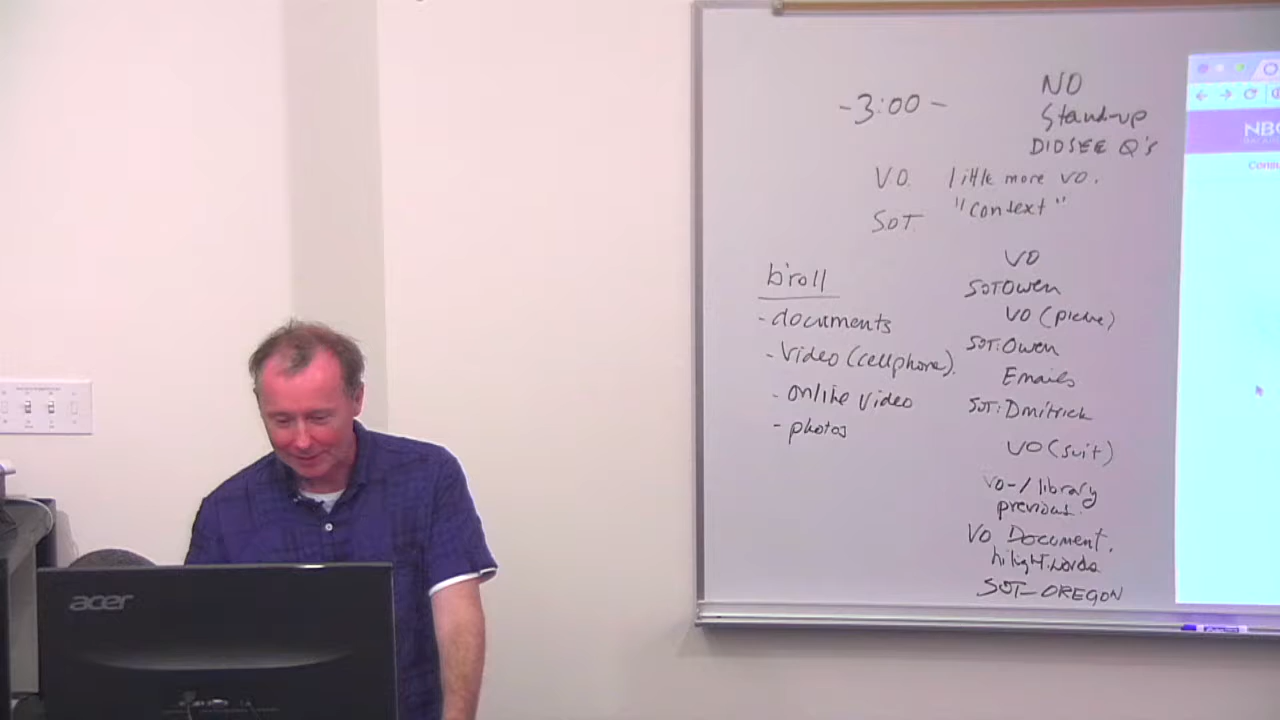 -3:00-
NO
Stand-up
DIDSEE Q's
V.O. little more vo.
S.O.T. "context"
b'roll
- documents
- Video (cellphone).
- online video
- photos
VO
SOT Owen
VO (picture)
SOT: Owen
Emails
SOT: Dmitrick
VO (suit)
VO - / library
previous.
VO Document.
hilight words
SOT - OREGON
NBC
acer